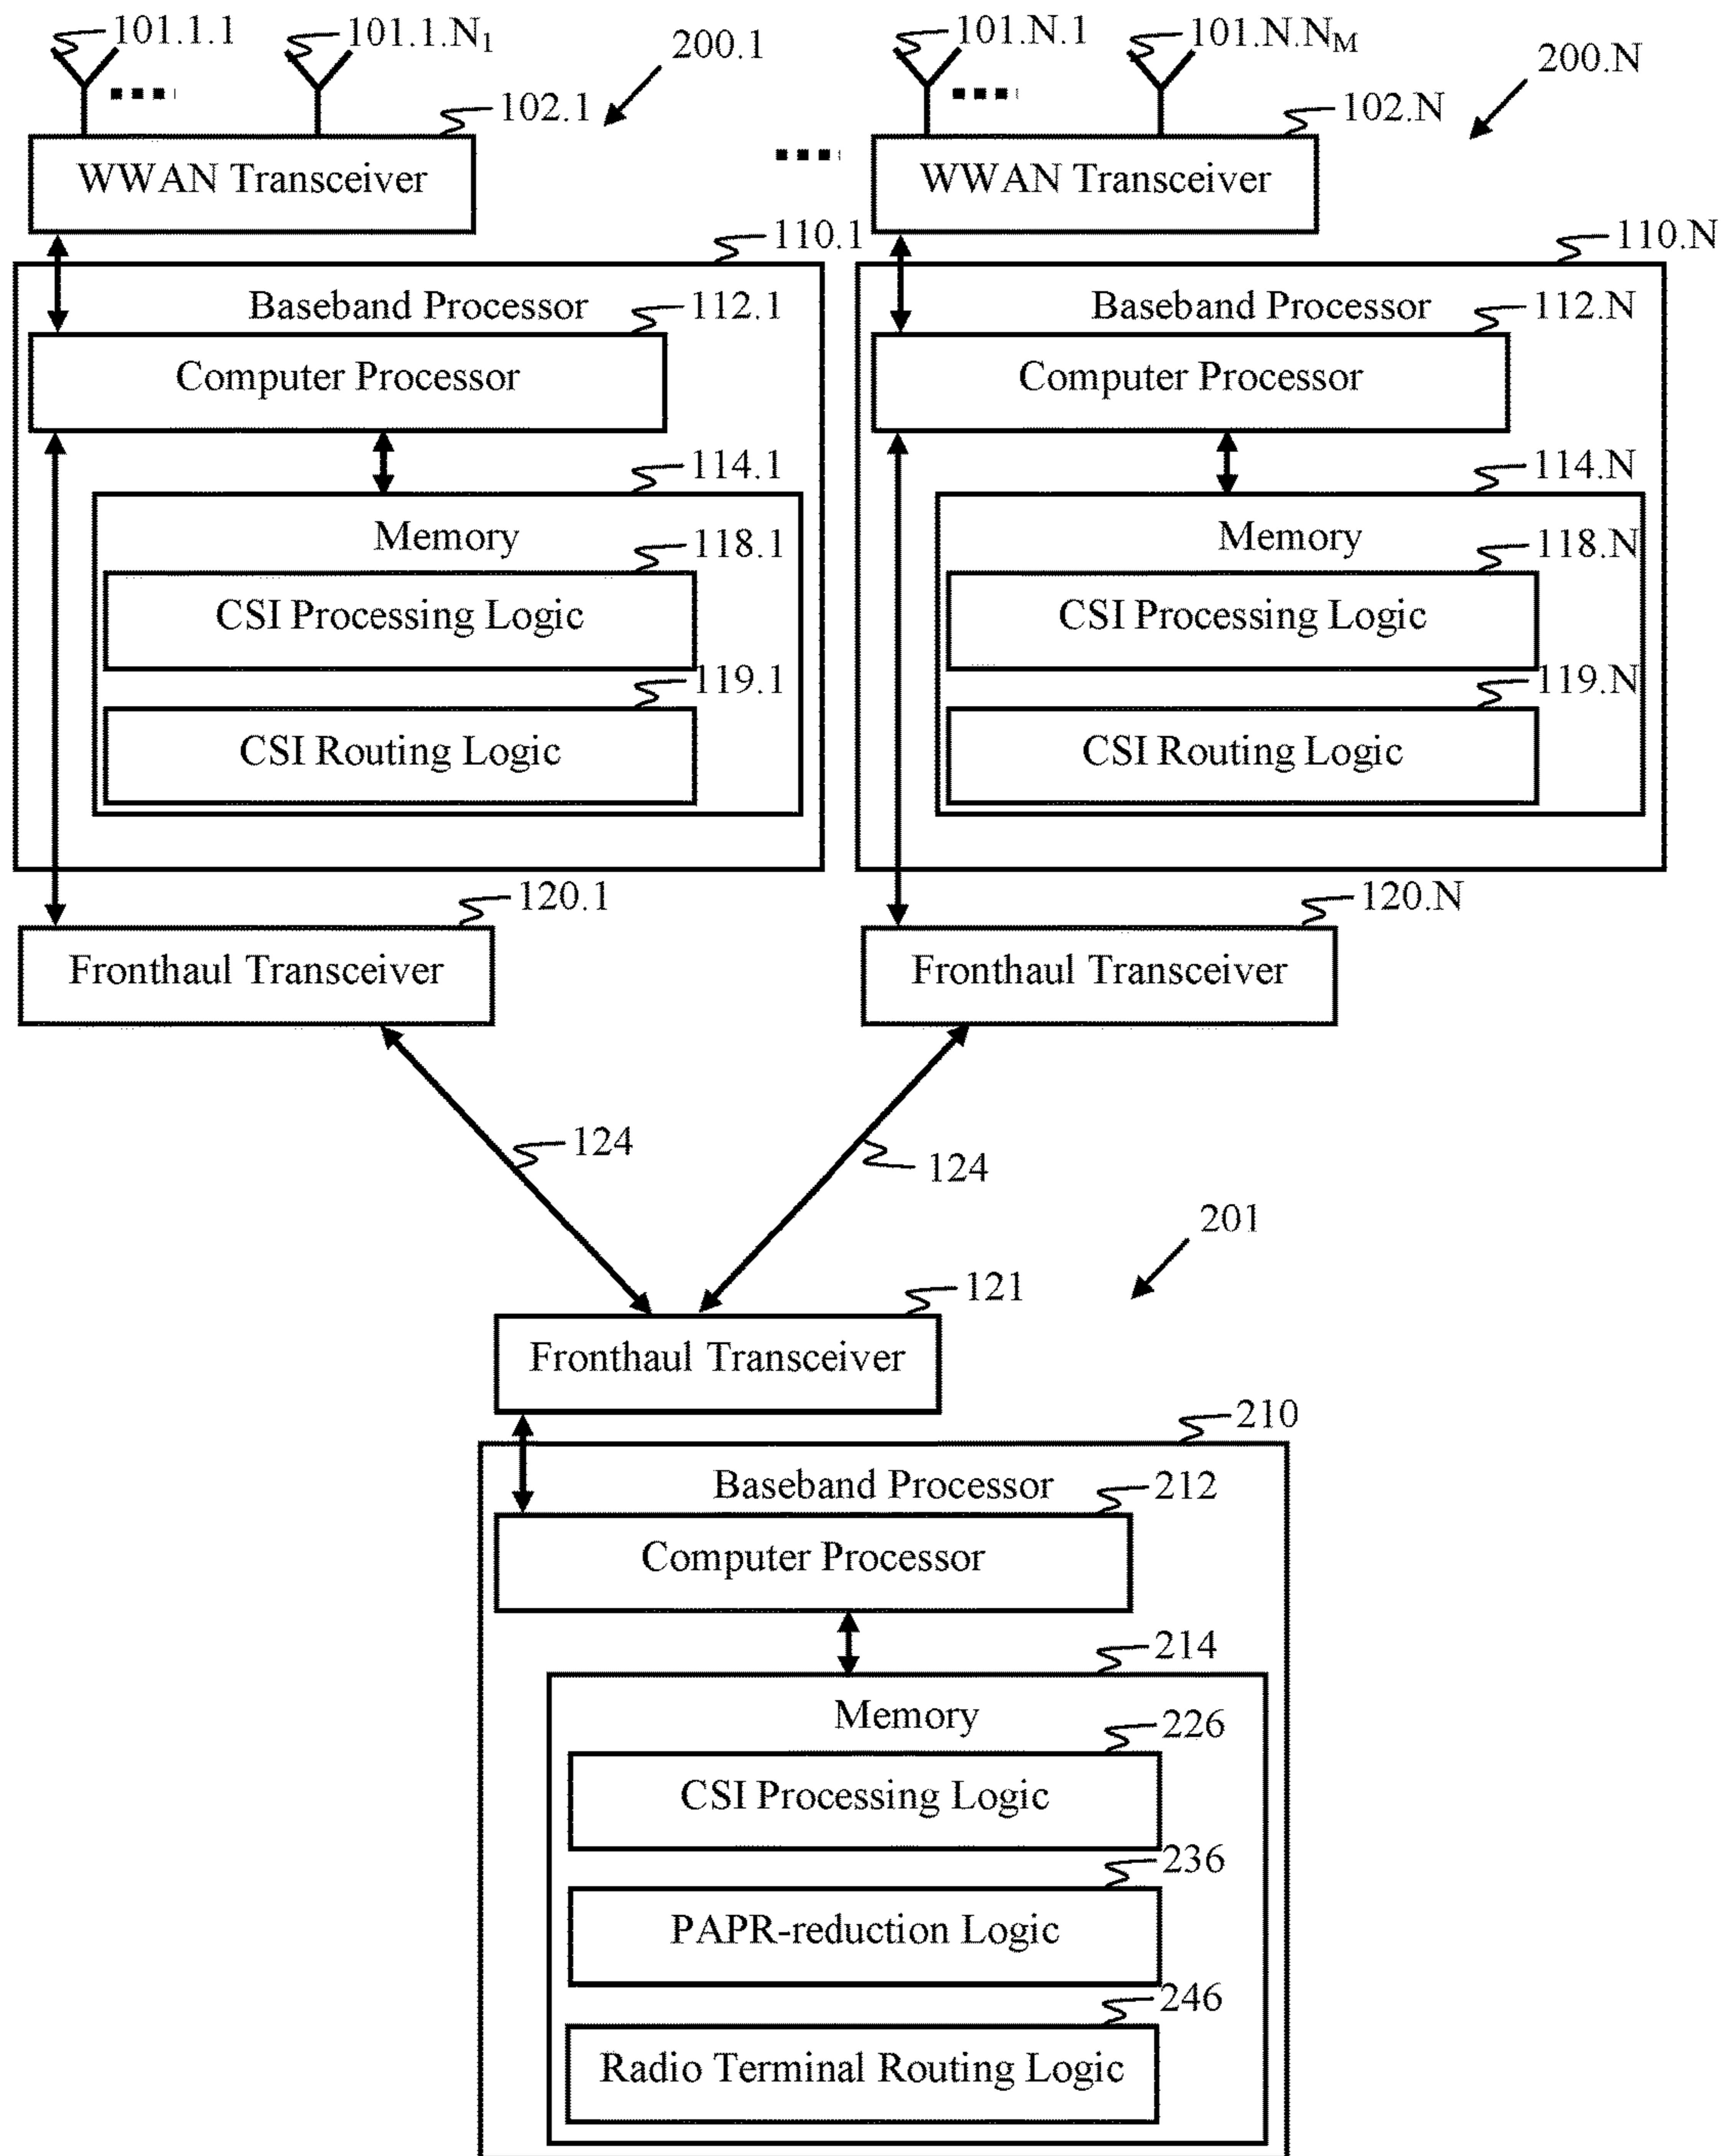 101.1.1 101.1.N1 200.1 101.N.1 101.N.NM 200.N
102.1 102.N
WWAN Transceiver WWAN Transceiver
110.1 110.N
Baseband Processor 112.1 Baseband Processor 112.N
Computer Processor Computer Processor
114.1 114.N
Memory Memory
118.1 118.N
CSI Processing Logic CSI Processing Logic
119.1 119.N
CSI Routing Logic CSI Routing Logic
120.1 120.N
Fronthaul Transceiver Fronthaul Transceiver
124 124
201
121
Fronthaul Transceiver
210
Baseband Processor 212
Computer Processor
214
Memory
226
CSI Processing Logic
236
PAPR-reduction Logic
246
Radio Terminal Routing Logic